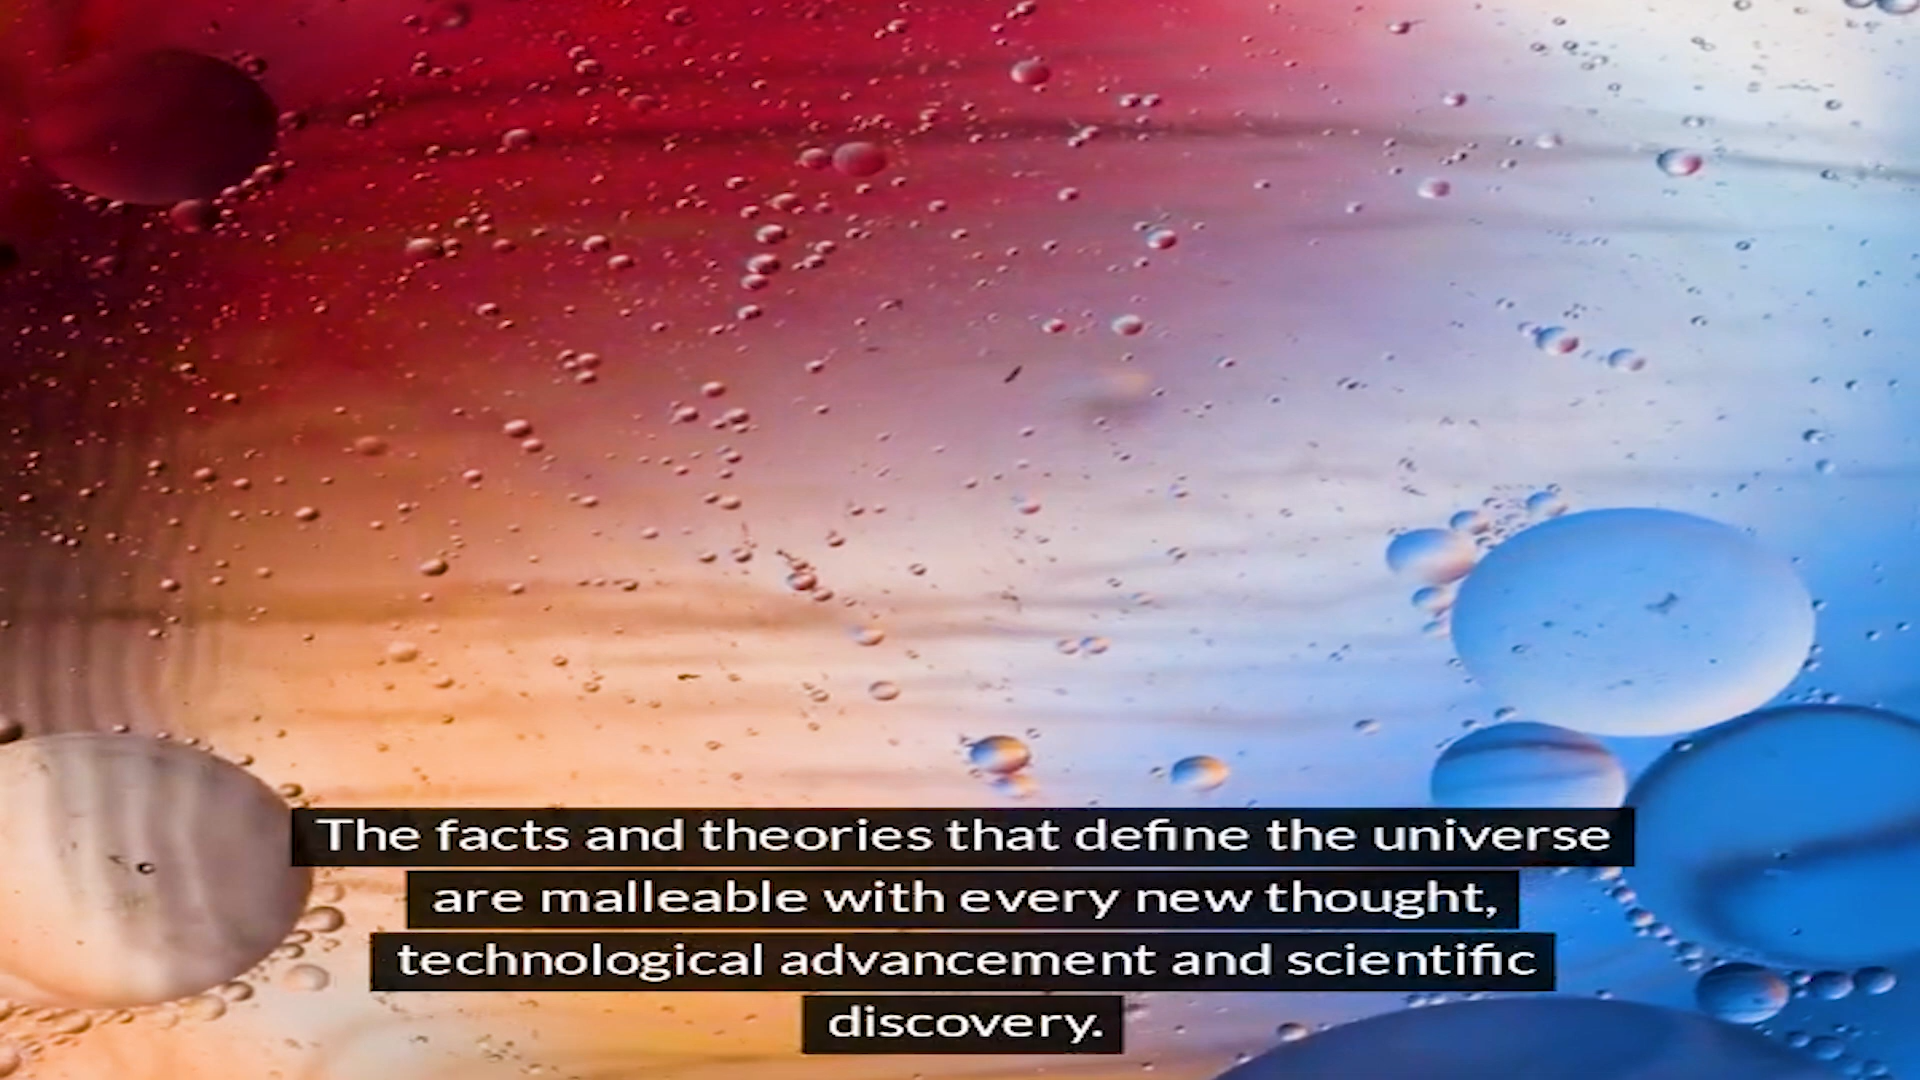 The facts and theories that define the universe
are malleable with every new thought,
technological advancement and scientific
discovery.